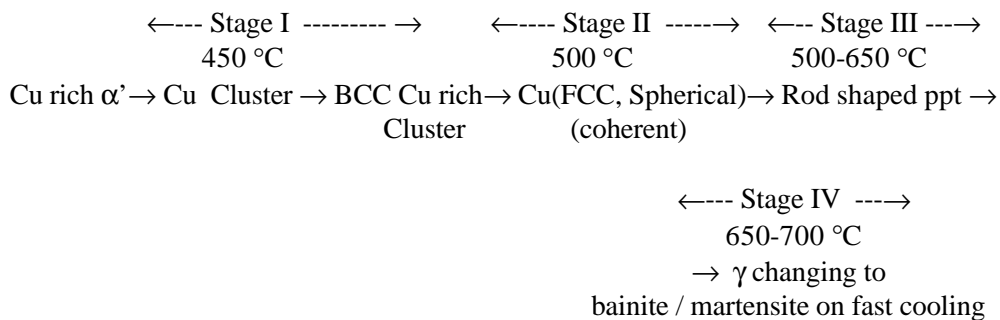 ←--- Stage I --------- → ←---- Stage II -----→ ←-- Stage III ----→
450 °C 500 °C 500-650 °C
Cu rich α’→ Cu Cluster → BCC Cu rich→ Cu(FCC, Spherical)→ Rod shaped ppt →
Cluster (coherent)
←--- Stage IV ---→
650-700 °C
→ γ changing to
bainite / martensite on fast cooling